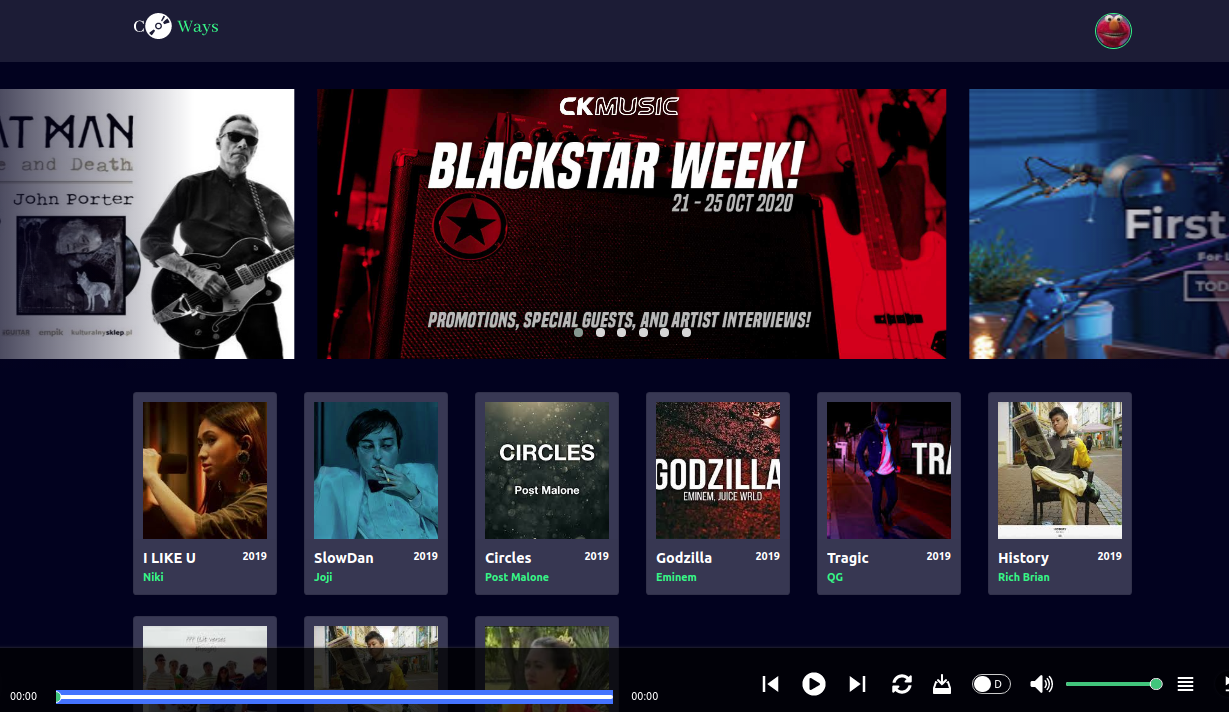 C Ways
AT MAN
e and Death
John Porter
empik kulturalnysklep.pl
CKMUSIC
BLACKSTAR WEEK!
21 - 25 OCT 2020
PROMOTIONS, SPECIAL GUESTS, AND ARTIST INTERVIEWS!
First
For
TOD
CIRCLES
Post Malone
GODZILLA
EMINEM, JUICE WRLD
TRA
I LIKE U 2019
Niki
SlowDan 2019
Joji
Circles 2019
Post Malone
Godzilla 2019
Eminem
Tragic 2019
QG
History 2019
Rich Brian
00:00
00:00
D